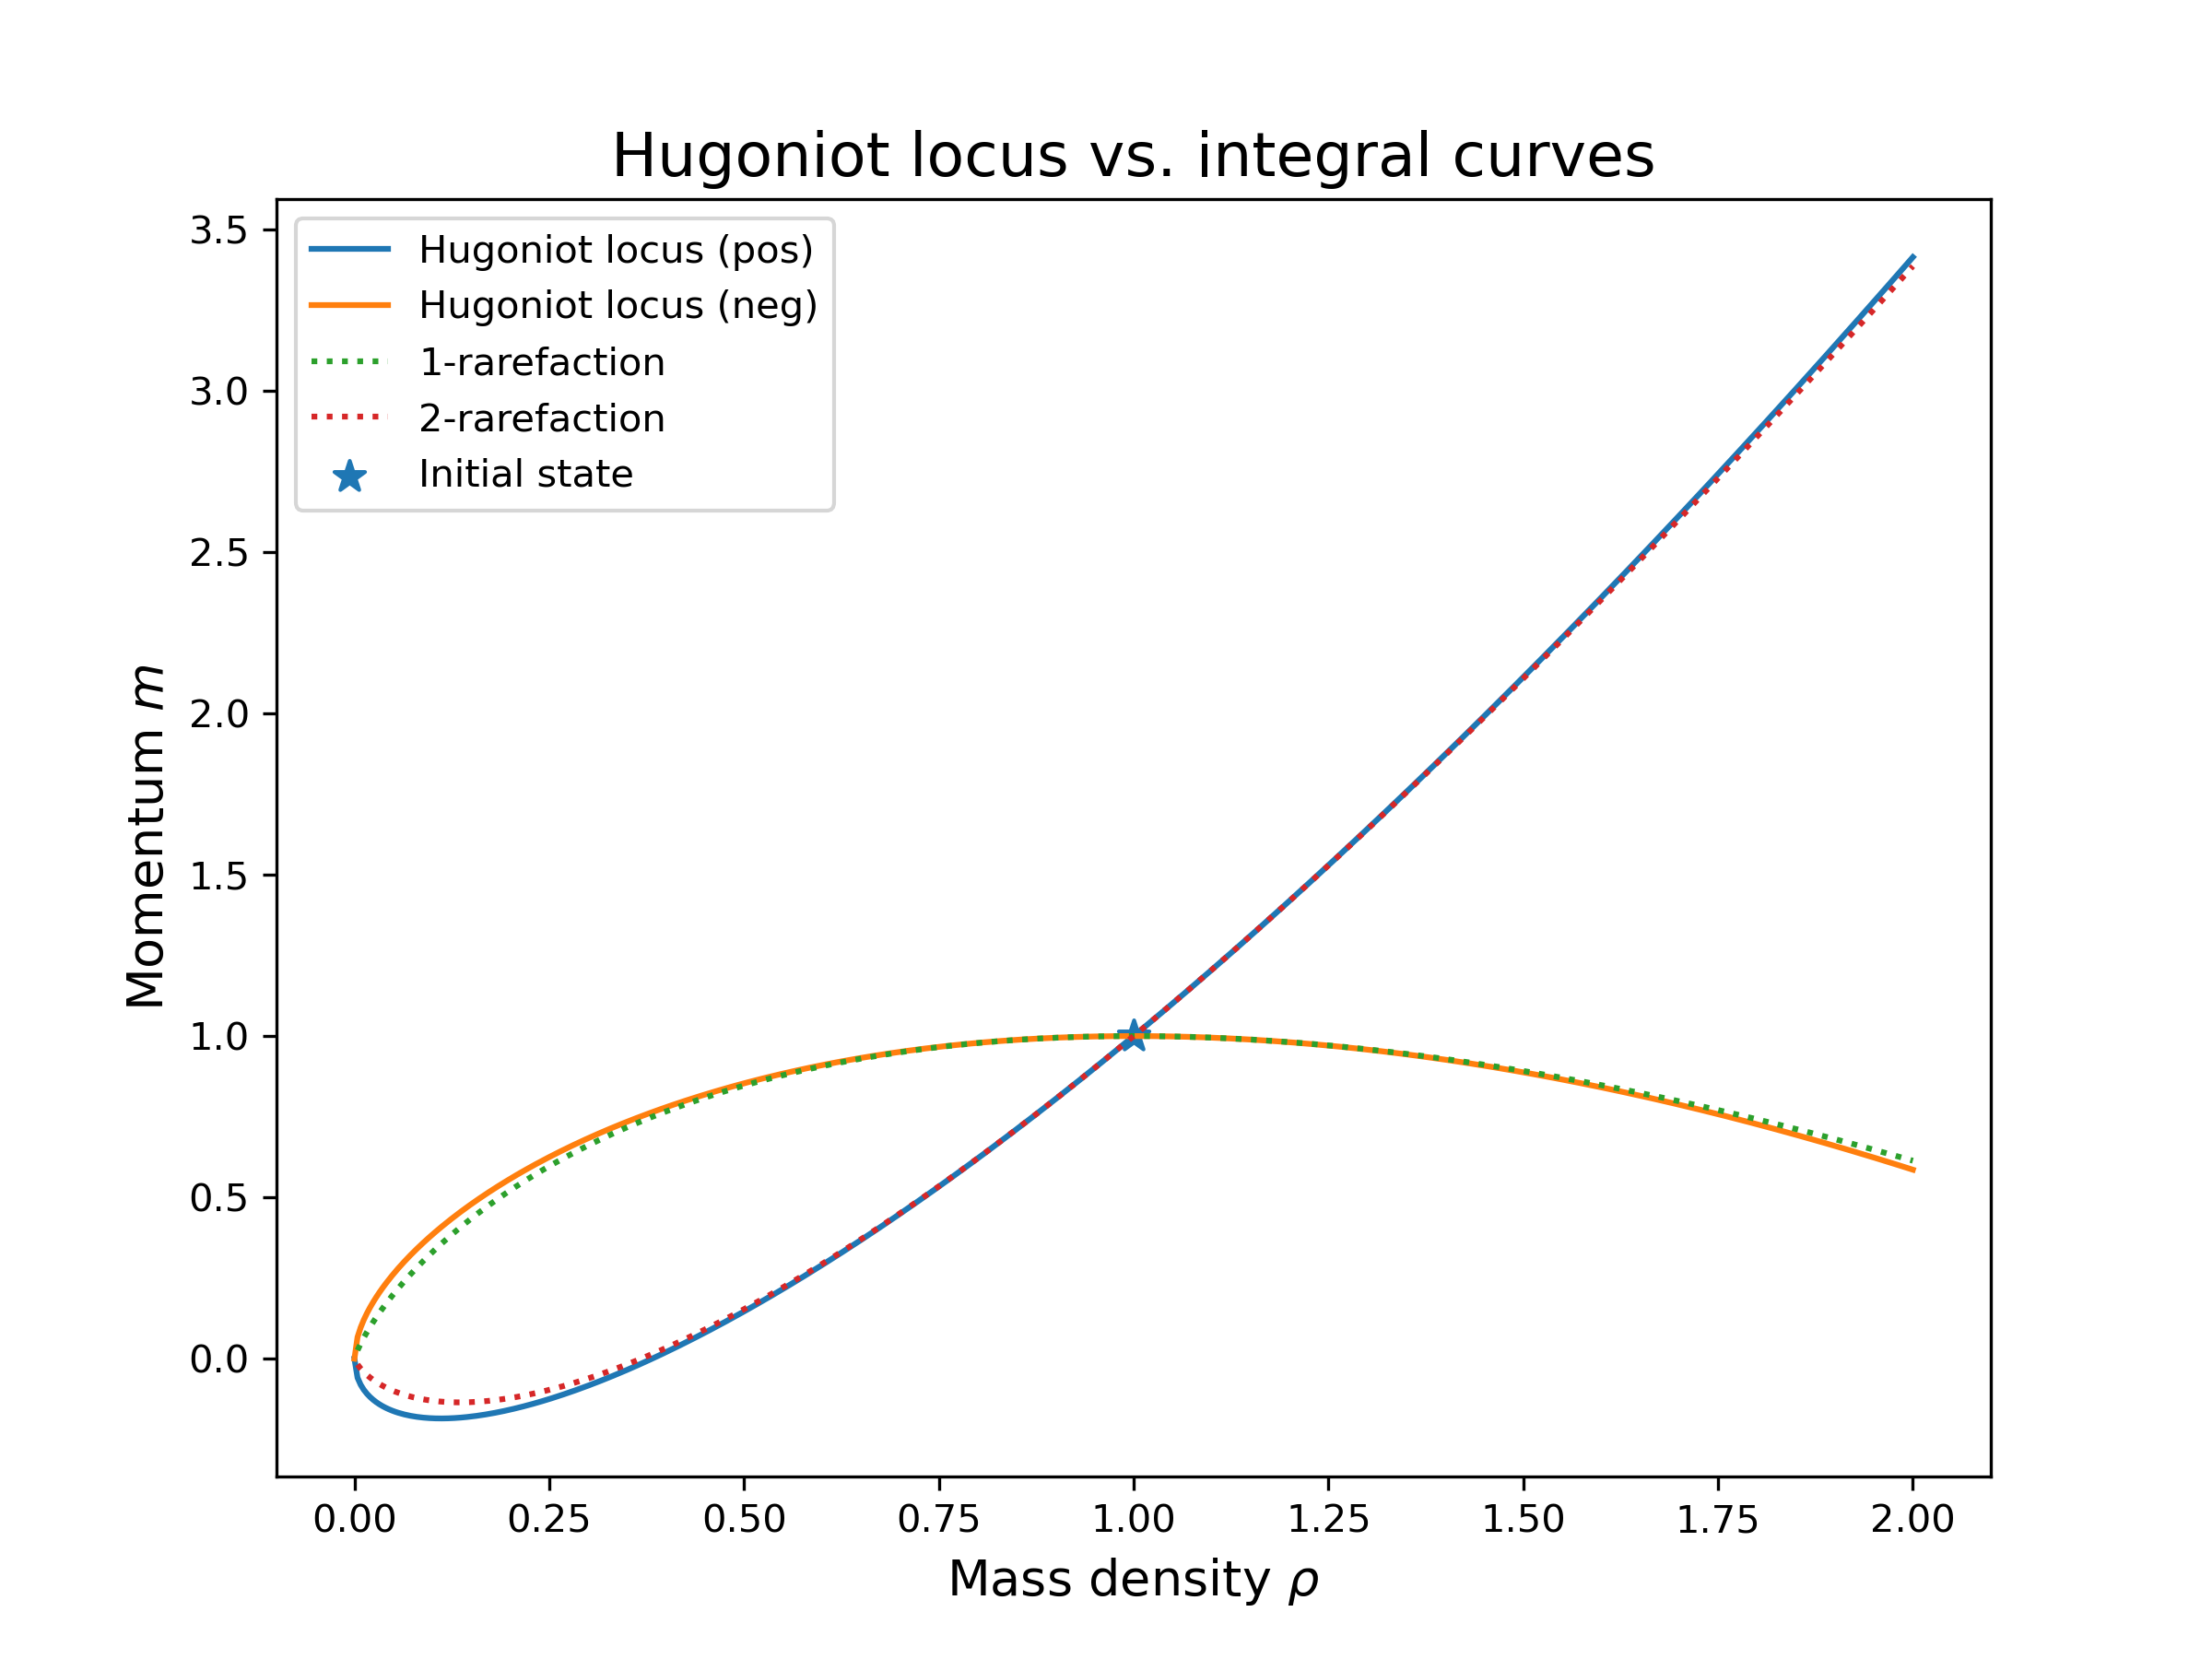 Hugoniot locus vs. integral curves
Hugoniot locus (pos)
Hugoniot locus (neg)
1-rarefaction
2-rarefaction
Initial state
Momentum m
3.5
3.0
2.5
2.0
1.5
1.0
0.5
0.0
0.00 0.25 0.50 0.75 1.00 1.25 1.50 1.75 2.00
Mass density ρ